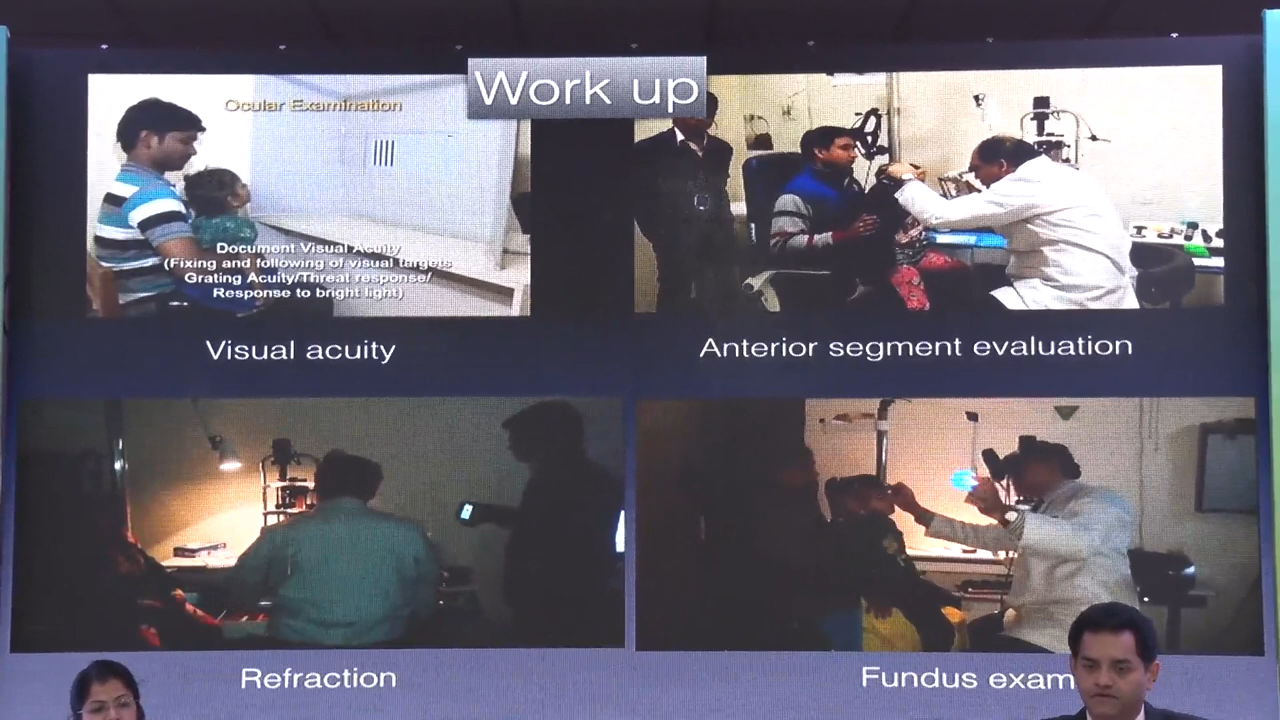 Work up
Ocular Examination
Document Visual Acuity
(Fixing and following of visual targets
Grating Acuity/Threat response/
Response to bright light)
Visual acuity
Anterior segment evaluation
Refraction
Fundus exam